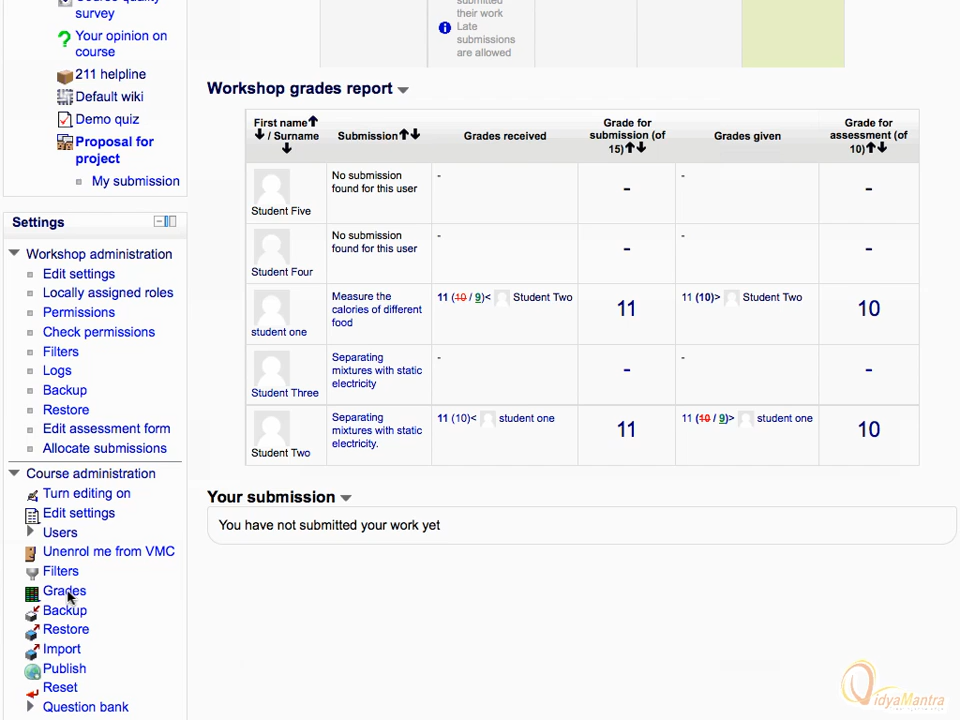 Course quality
survey
Your opinion on
course
211 helpline
Default wiki
Demo quiz
Proposal for
project
My submission
Settings
Workshop administration
Edit settings
Locally assigned roles
Permissions
Check permissions
Filters
Logs
Backup
Restore
Edit assessment form
Allocate submissions
Course administration
Turn editing on
Edit settings
Users
Unenrol me from VMC
Filters
Grades
Backup
Restore
Import
Publish
Reset
Question bank
submitted
their work
Late
submissions
are allowed
Workshop grades report
First name
/ Surname
Submission
Grades received
Grade for
submission (of
15)
Grades given
Grade for
assessment (of
10)
Student Five
No submission
found for this user
-
-
-
-
Student Four
No submission
found for this user
-
-
-
-
student one
Measure the
calories of different
food
11 (10 / 9)< Student Two
11
11 (10)> Student Two
10
Student Three
Separating
mixtures with static
electricity
-
-
-
-
Student Two
Separating
mixtures with static
electricity.
11 (10)< student one
11
11 (10 / 9)> student one
10
Your submission
You have not submitted your work yet
VidyaMantra